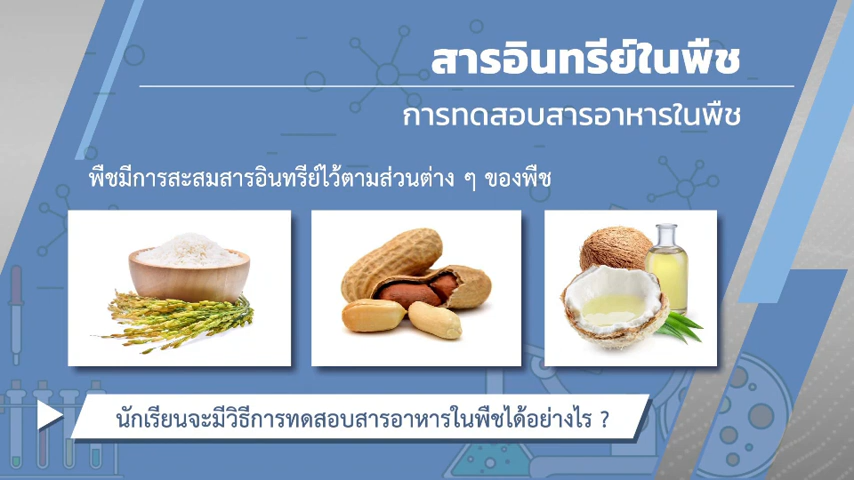 สารอินทรีย์ในพืช
การทดสอบสารอาหารในพืช
พืชมีการสะสมสารอินทรีย์ไว้ตามส่วนต่าง ๆ ของพืช
นักเรียนจะมีวิธีการทดสอบสารอาหารในพืชได้อย่างไร ?